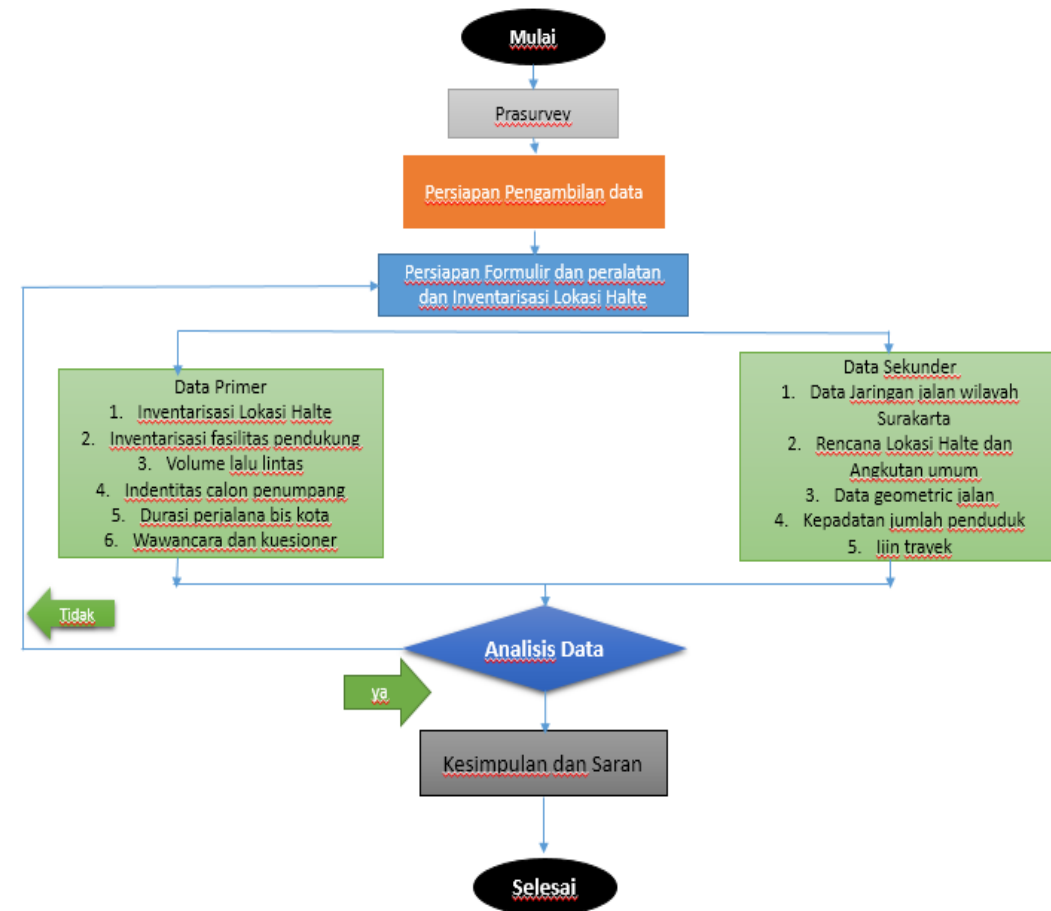 Mulai
Prasurvey
Persiapan Pengambilan data
Persiapan Formulir dan peralatan
dan Inventarisasi Lokasi Halte
Data Primer
1. Inventarisasi Lokasi Halte
2. Inventarisasi fasilitas pendukung
3. Volume lalu lintas
4. Indentitas calon penumpang
5. Durasi perjalana bis kota
6. Wawancara dan kuesioner
Data Sekunder
1. Data Jaringan jalan wilayah
Surakarta
2. Rencana Lokasi Halte dan
Angkutan umum
3. Data geometric jalan
4. Kepadatan jumlah penduduk
5. Ijin trayek
Tidak
Analisis Data
ya
Kesimpulan dan Saran
Selesai